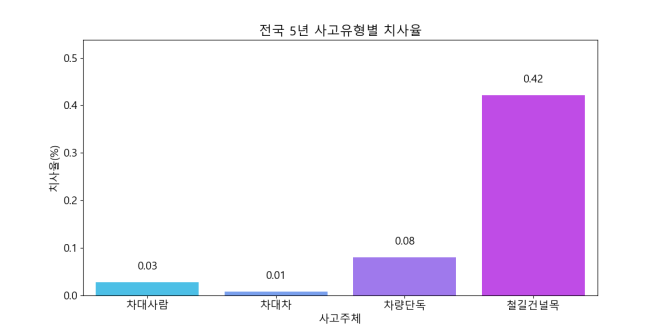 전국 5년 사고유형별 치사율
치사율(%)
0.5
0.4
0.3
0.2
0.1
0.0
0.03
0.01
0.08
0.42
차대사람
차대차
차량단독
철길건널목
사고주체